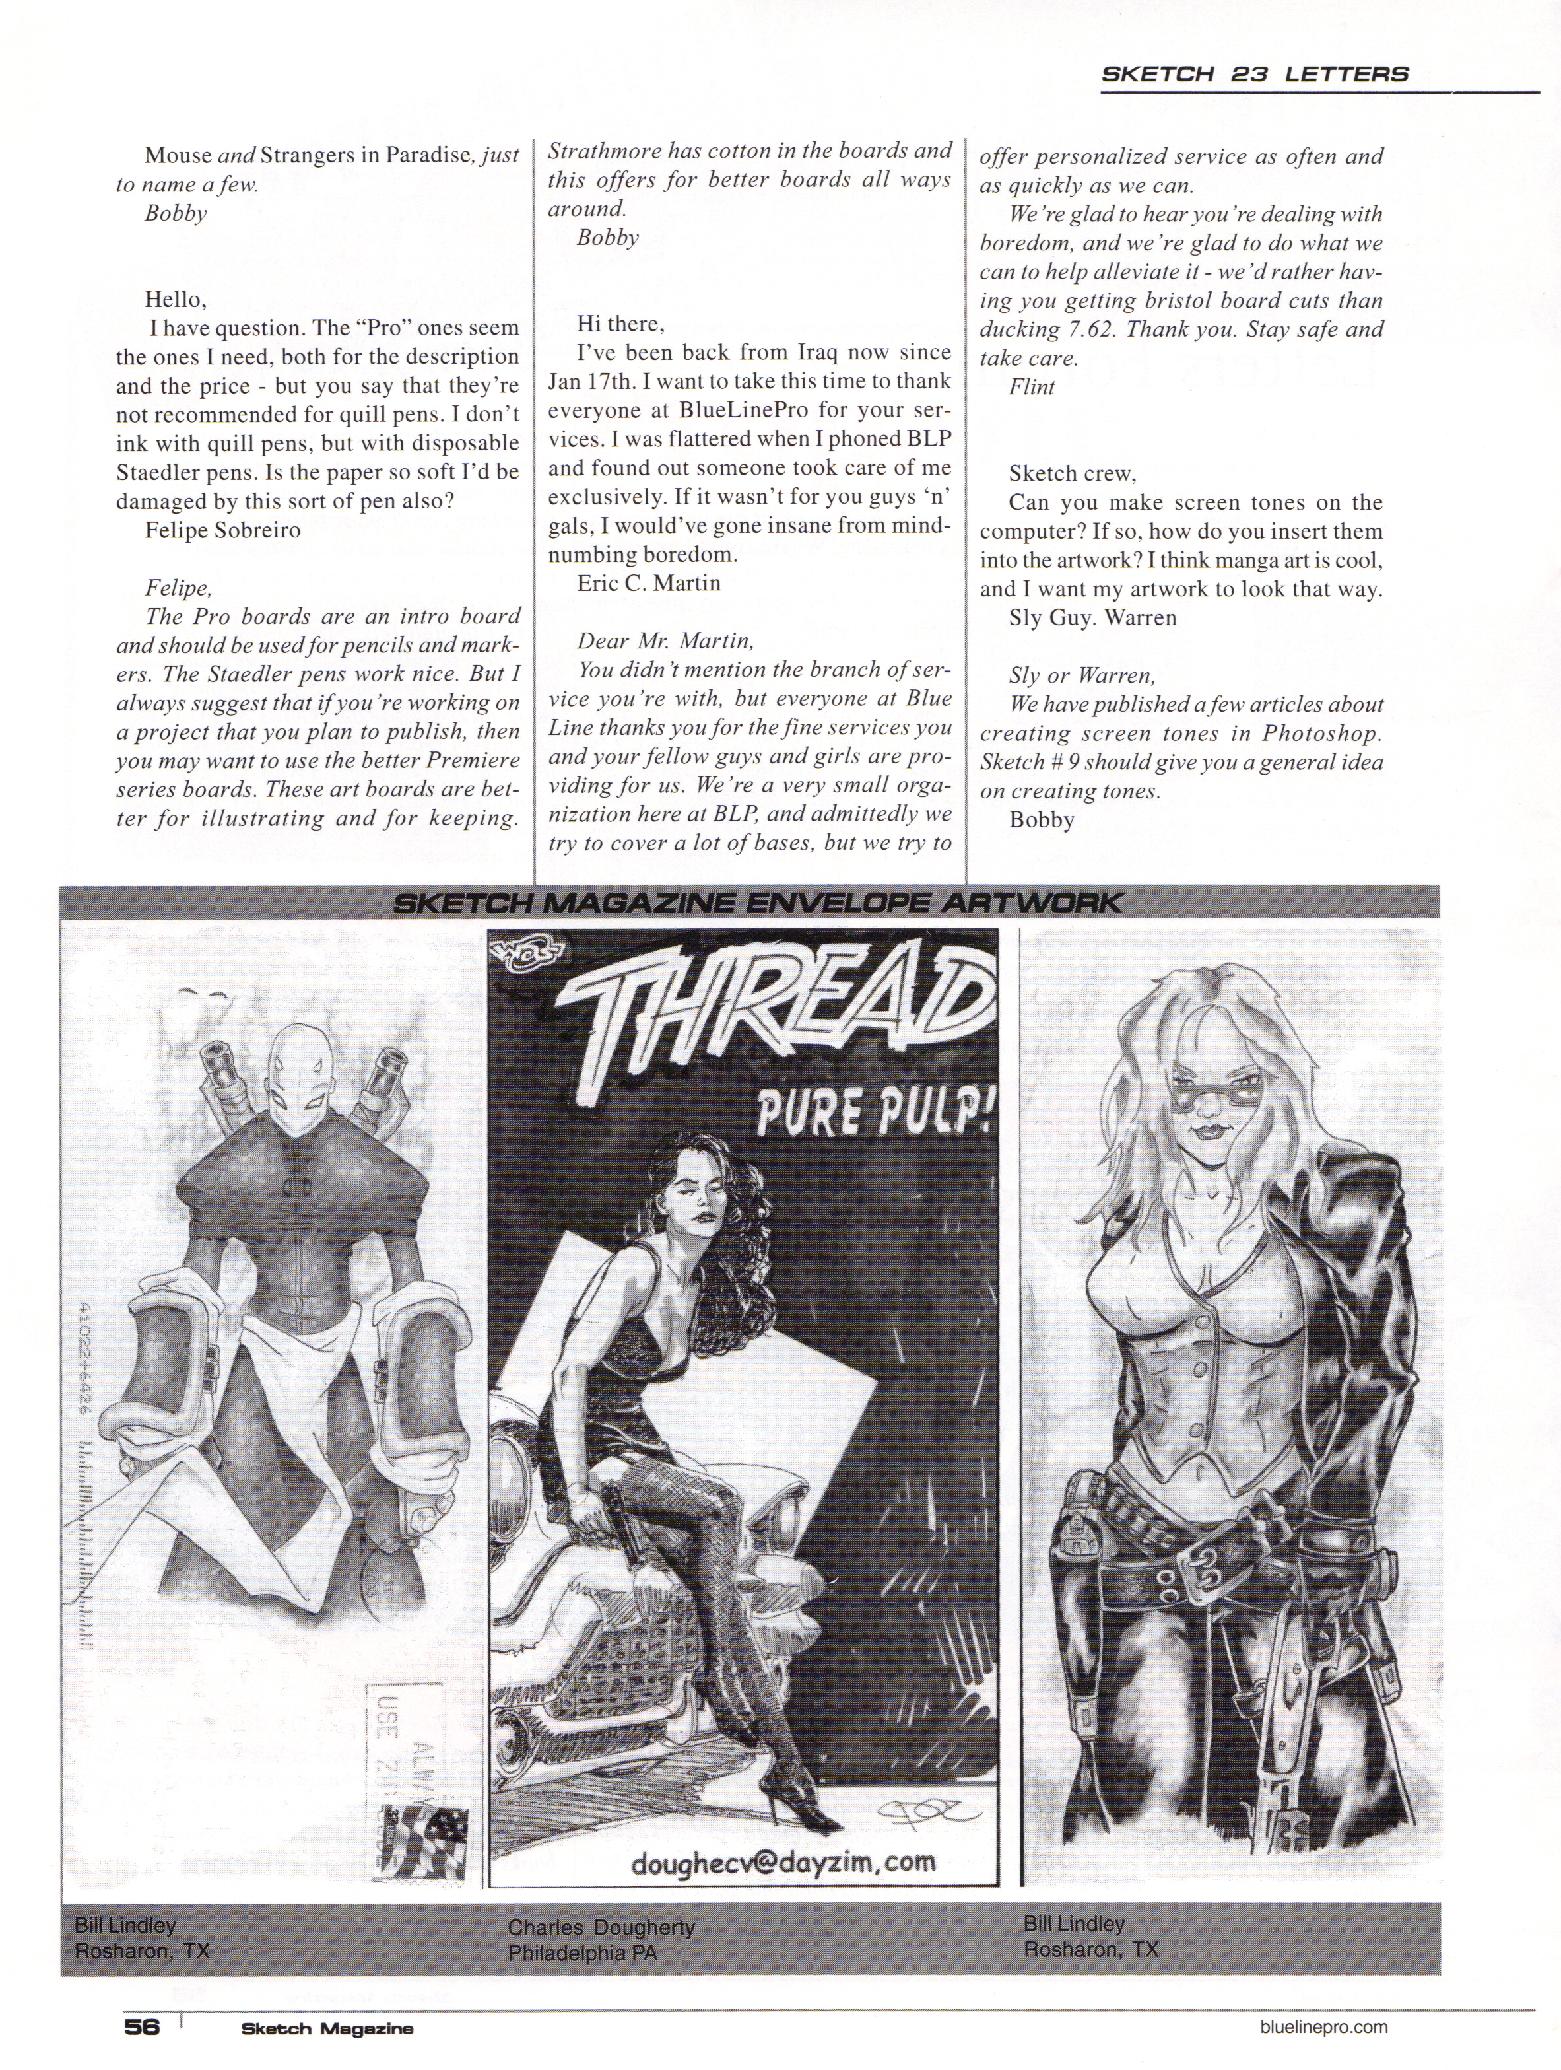 SKETCH 23 LETTERS
Mouse and Strangers in Paradise, just
to name a few.
Bobby
Hello,
I have question. The “Pro” ones seem
the ones I need, both for the description
and the price - but you say that they’re
not recommended for quill pens. I don’t
ink with quill pens, but with disposable
Staedler pens. Is the paper so soft I’d be
damaged by this sort of pen also?
Felipe Sobreiro
Felipe,
The Pro boards are an intro board
and should be used for pencils and mark-
ers. The Staedler pens work nice. But I
always suggest that if you’re working on
a project that you plan to publish, then
you may want to use the better Premiere
series boards. These art boards are bet-
ter for illustrating and for keeping.
Strathmore has cotton in the boards and
this offers for better boards all ways
around.
Bobby
Hi there,
I’ve been back from Iraq now since
Jan 17th. I want to take this time to thank
everyone at BlueLinePro for your ser-
vices. I was flattered when I phoned BLP
and found out someone took care of me
exclusively. If it wasn’t for you guys ‘n’
gals, I would’ve gone insane from mind-
numbing boredom.
Eric C. Martin
Dear Mr. Martin,
You didn’t mention the branch of ser-
vice you’re with, but everyone at Blue
Line thanks you for the fine services you
and your fellow guys and girls are pro-
viding for us. We’re a very small orga-
nization here at BLP, and admittedly we
try to cover a lot of bases, but we try to
offer personalized service as often and
as quickly as we can.
We’re glad to hear you’re dealing with
boredom, and we’re glad to do what we
can to help alleviate it - we’d rather hav-
ing you getting bristol board cuts than
ducking 7.62. Thank you. Stay safe and
take care.
Flint
Sketch crew,
Can you make screen tones on the
computer? If so, how do you insert them
into the artwork? I think manga art is cool,
and I want my artwork to look that way.
Sly Guy. Warren
Sly or Warren,
We have published a few articles about
creating screen tones in Photoshop.
Sketch # 9 should give you a general idea
on creating tones.
Bobby
SKETCH MAGAZINE ENVELOPE ARTWORK
41022+6426
USE
THREAD
PURE PULP!
doughecv@dayzim.com
Bill Lindley
Rosharon, TX
Charles Dougherty
Philadelphia PA
Bill Lindley
Rosharon, TX
56
Sketch Magazine
bluelinepro.com